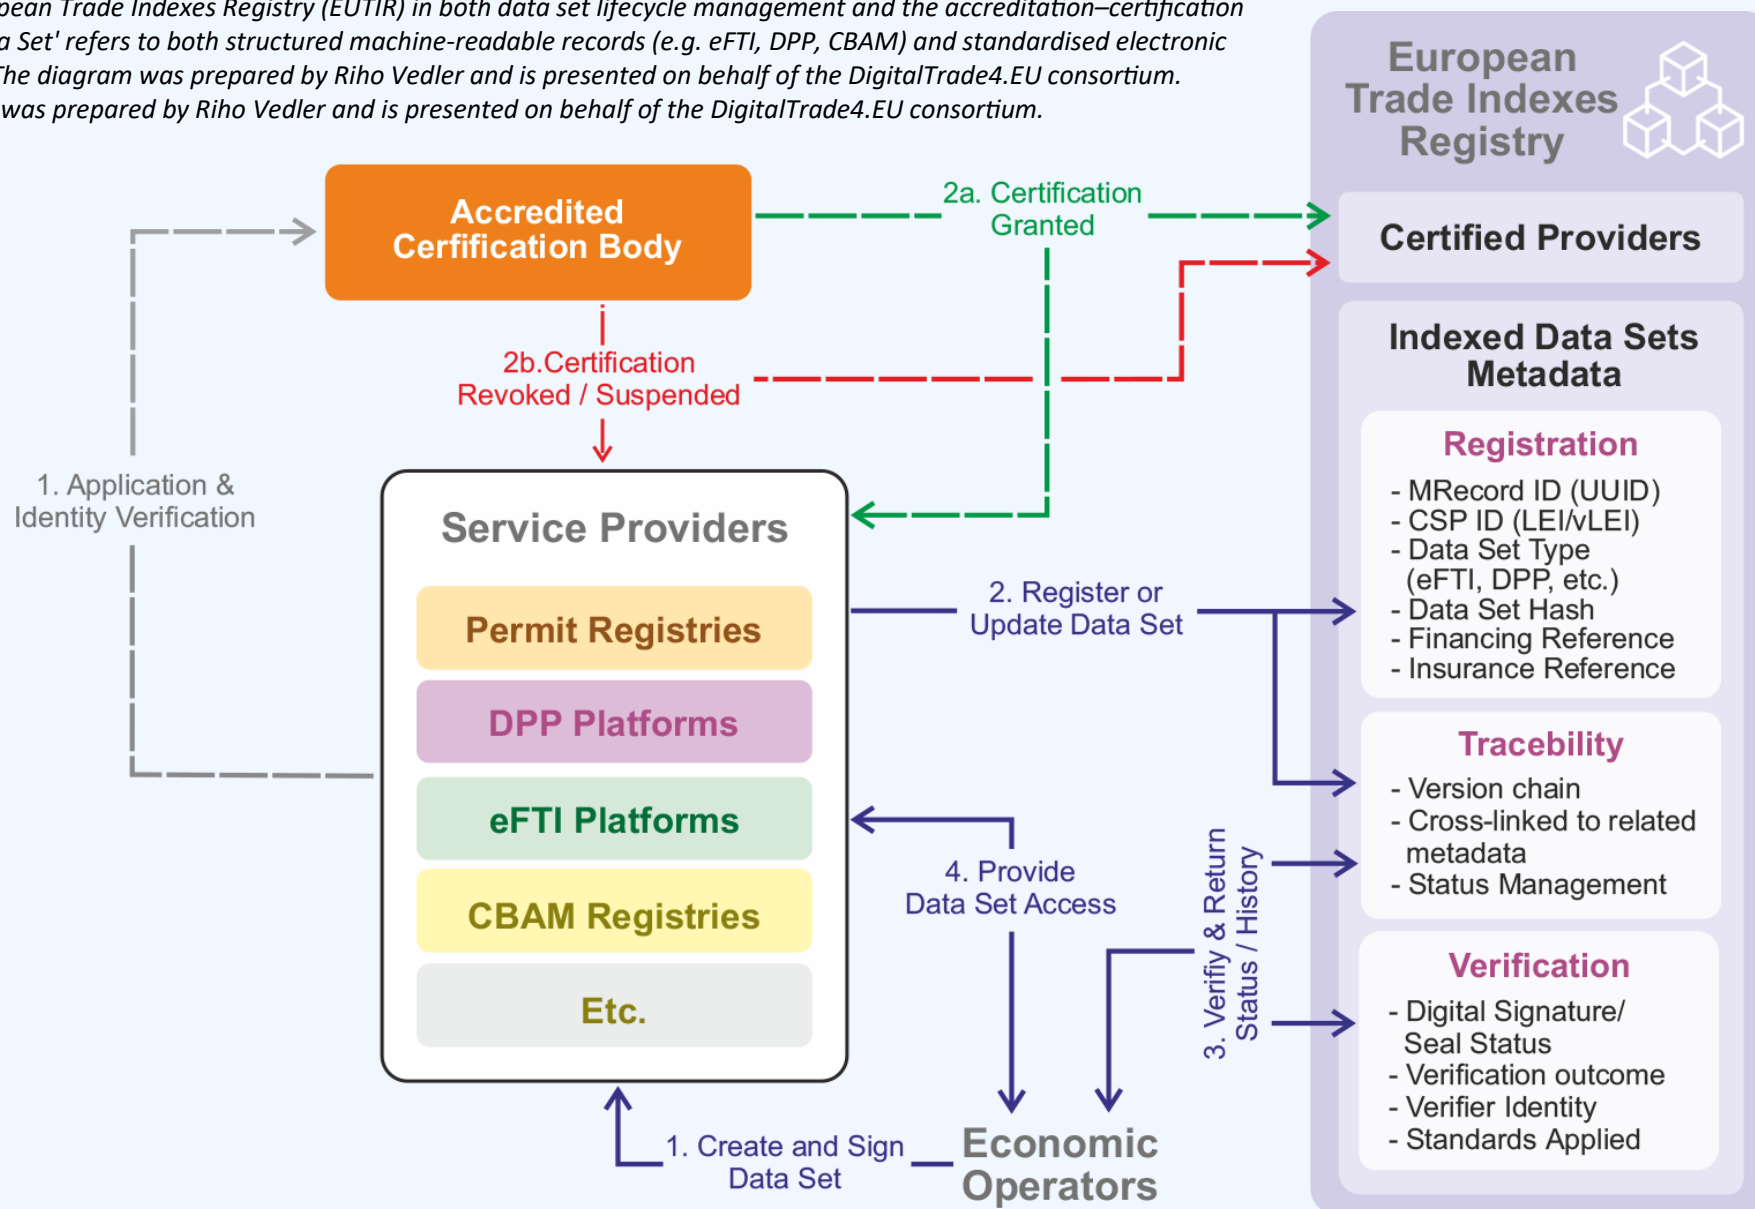 pean Trade Indexes Registry (EUTIR) in both data set lifecycle management and the accreditation–certification
a Set' refers to both structured machine-readable records (e.g. eFTI, DPP, CBAM) and standardised electronic
The diagram was prepared by Riho Vedler and is presented on behalf of the DigitalTrade4.EU consortium.
was prepared by Riho Vedler and is presented on behalf of the DigitalTrade4.EU consortium.
European
Trade Indexes
Registry
Accredited
Cerfification Body
2a. Certification
Granted
Certified Providers
2b.Certification
Revoked / Suspended
1. Application &
Identity Verification
Service Providers
Permit Registries
DPP Platforms
eFTI Platforms
CBAM Registries
Etc.
2. Register or
Update Data Set
4. Provide
Data Set Access
3. Verifiy & Return
Status / History
1. Create and Sign
Data Set
Economic
Operators
Indexed Data Sets
Metadata
Registration
- MRecord ID (UUID)
- CSP ID (LEI/vLEI)
- Data Set Type
(eFTI, DPP, etc.)
- Data Set Hash
- Financing Reference
- Insurance Reference
Tracebility
- Version chain
- Cross-linked to related
metadata
- Status Management
Verification
- Digital Signature/
Seal Status
- Verification outcome
- Verifier Identity
- Standards Applied